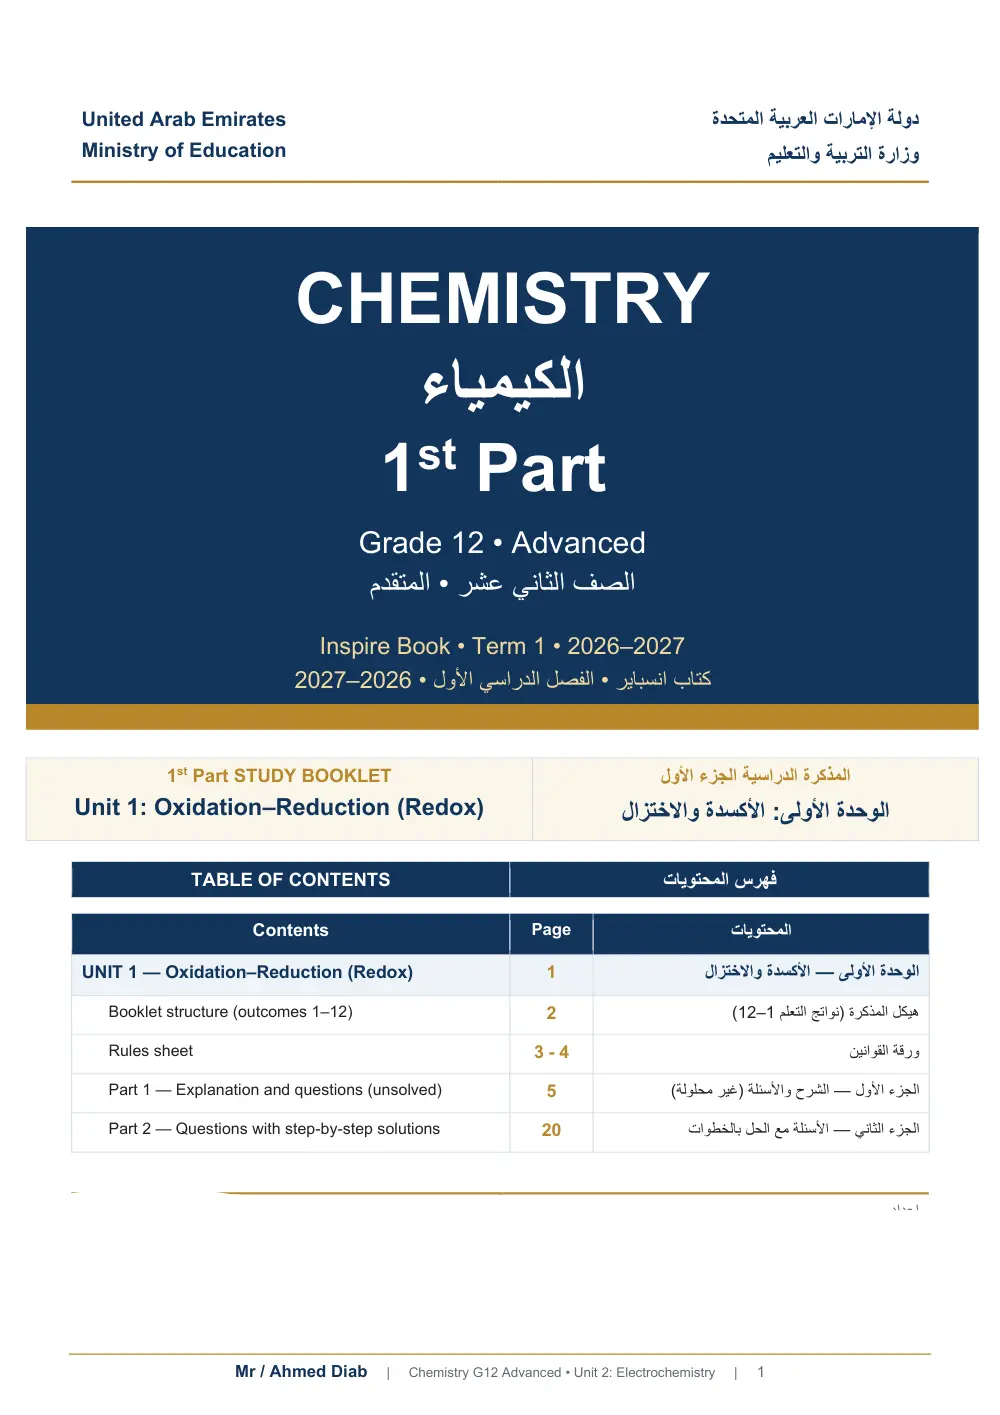 United Arab Emirates
دولة الإمارات العربية المتحدة
Ministry of Education
وزارة التربية والتعليم
CHEMISTRY
الكيمياء
1st Part
Grade 12 • Advanced
الصف الثاني عشر • المتقدم
Inspire Book • Term 1 • 2026–2027
كتاب انسباير • الفصل الدراسي الأول • 2026–2027
1st Part STUDY BOOKLET
المذكرة الدراسية الجزء الأول
Unit 1: Oxidation–Reduction (Redox)
الوحدة الأولى: الأكسدة والاختزال
TABLE OF CONTENTS
فهرس المحتويات
Contents Page المحتويات
UNIT 1 — Oxidation–Reduction (Redox) 1 الوحدة الأولى — الأكسدة والاختزال
Booklet structure (outcomes 1–12) 2 هيكل المذكرة (نواتج التعلم 1–12)
Rules sheet 3 - 4 ورقة القوانين
Part 1 — Explanation and questions (unsolved) 5 الجزء الأول — الشرح والأسئلة (غير محلولة)
Part 2 — Questions with step-by-step solutions 20 الجزء الثاني — الأسئلة مع الحل بالخطوات
Mr / Ahmed Diab | Chemistry G12 Advanced • Unit 2: Electrochemistry | 1